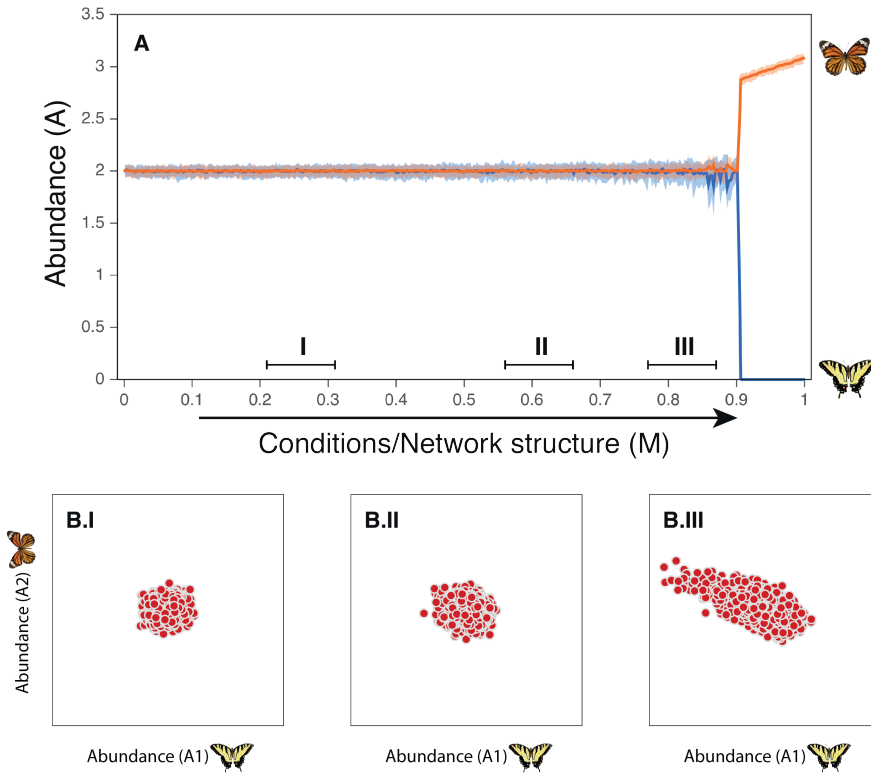 A
3.5
3
2.5
2
1.5
1
0.5
0
Abundance (A)
I II III
0 0.1 0.2 0.3 0.4 0.5 0.6 0.7 0.8 0.9 1
Conditions/Network structure (M)
B.I B.II B.III
Abundance (A2)
Abundance (A1) Abundance (A1) Abundance (A1)